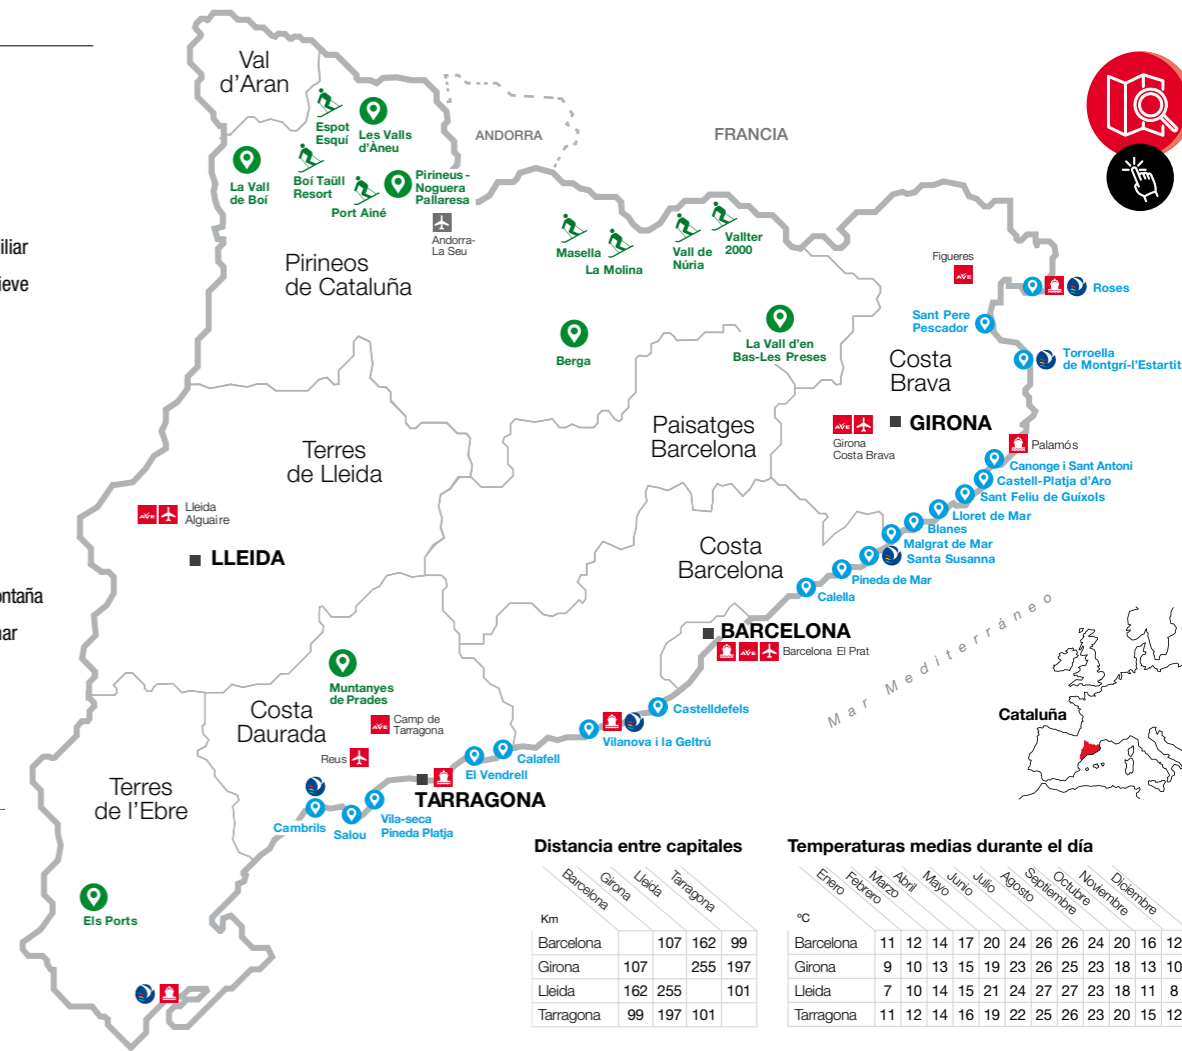 Val
d'Aran
Espot
Esquí
Les Valls
d'Àneu
ANDORRA
FRANCIA
La Vall
de Boí
Boí Taüll
Resort
Port Ainé
Pirineus -
Noguera
Pallaresa
Andorra-
La Seu
iliar
ieve
Pirineos
de Cataluña
Masella
La Molina
Vall de
Núria
Vallter
2000
Figueres
AVE
Roses
Sant Pere
Pescador
Berga
La Vall d'en
Bas-Les Preses
Torroella
de Montgrí-l'Estartit
Costa
Brava
Terres
de Lleida
Paisatges
Barcelona
AVE
GIRONA
Girona
Costa Brava
Palamós
Canonge i Sant Antoni
Castell-Platja d'Aro
Sant Feliu de Guíxols
Lloret de Mar
Blanes
Malgrat de Mar
Santa Susanna
Pineda de Mar
Calella
AVE
Lleida
Alguaire
LLEIDA
Costa
Barcelona
ontaña
nar
BARCELONA
AVE
Barcelona El Prat
Mar Mediterráneo
Muntanyes
de Prades
Costa
Daurada
AVE
Camp de
Tarragona
Reus
Castelldefels
Vilanova i la Geltrú
Calafell
El Vendrell
Cataluña
Terres
de l'Ebre
TARRAGONA
Cambrils
Salou
Vila-seca
Pineda Platja
Els Ports
Distancia entre capitales
Barcelona Girona Lleida Tarragona
Km
Barcelona 107 162 99
Girona 107 255 197
Lleida 162 255 101
Tarragona 99 197 101
Temperaturas medias durante el día
Enero Febrero Marzo Abril Mayo Junio Julio Agosto Septiembre Octubre Noviembre Diciembre
ºC
Barcelona 11 12 14 17 20 24 26 26 24 20 16 12
Girona 9 10 13 15 19 23 26 25 23 18 13 10
Lleida 7 10 14 15 21 24 27 27 23 18 11 8
Tarragona 11 12 14 16 19 22 25 26 23 20 15 12